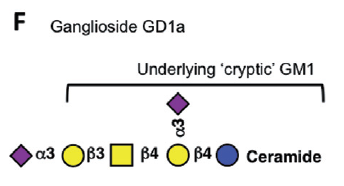 F
Ganglioside GD1a
Underlying ‘cryptic’ GM1
α3
α3 β3 β4 β4 Ceramide